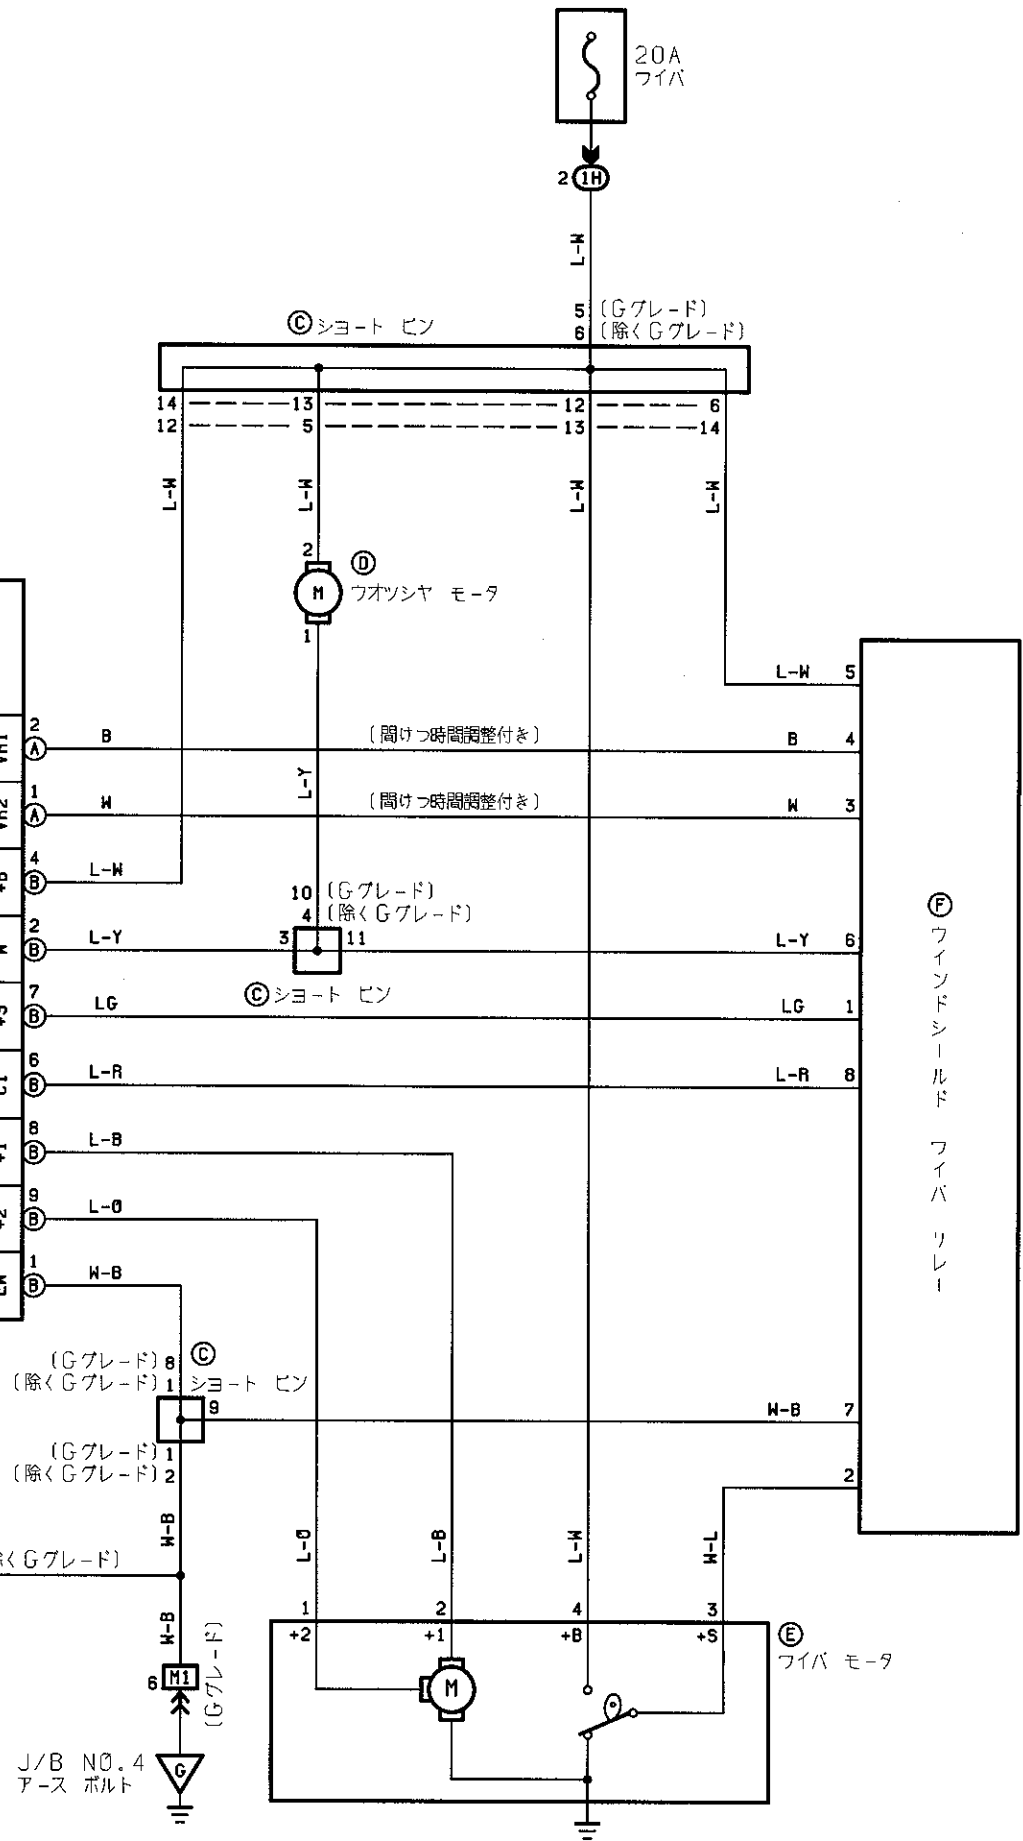 20A
ワイパ
2 1H
L-W
5 (Gグレード)
6 (除くGグレード)
C ショート ピン
14 13 12 6
12 5 13 14
L-W L-W L-W L-W
2
D
M ウオツシヤ モータ
1
L-W 5
2
A B (間けつ時間調整付き) B 4
L-Y
1
A W (間けつ時間調整付き) W 3
4
B L-W
10 (Gグレード)
4 (除くGグレード)
2
B L-Y 3 11 L-Y 6
C ショート ピン
7
B LG LG 1
6
B L-R L-R 8
F ウインドシールド ワイパ リレー
8
B L-B
+1
9
B L-O
+2
1
B W-B
(Gグレード) 8 C
(除くGグレード) 1 ショート ピン
9 W-B 7
(Gグレード) 1
(除くGグレード) 2
2
W-B L-O L-B L-W W-L
くGグレード)
W-B
1 2 4 3
+2 +1 +B +S
E
ワイパ モータ
M
6 M1 (Gグレード)
J/B NO.4
アース ボルト
G